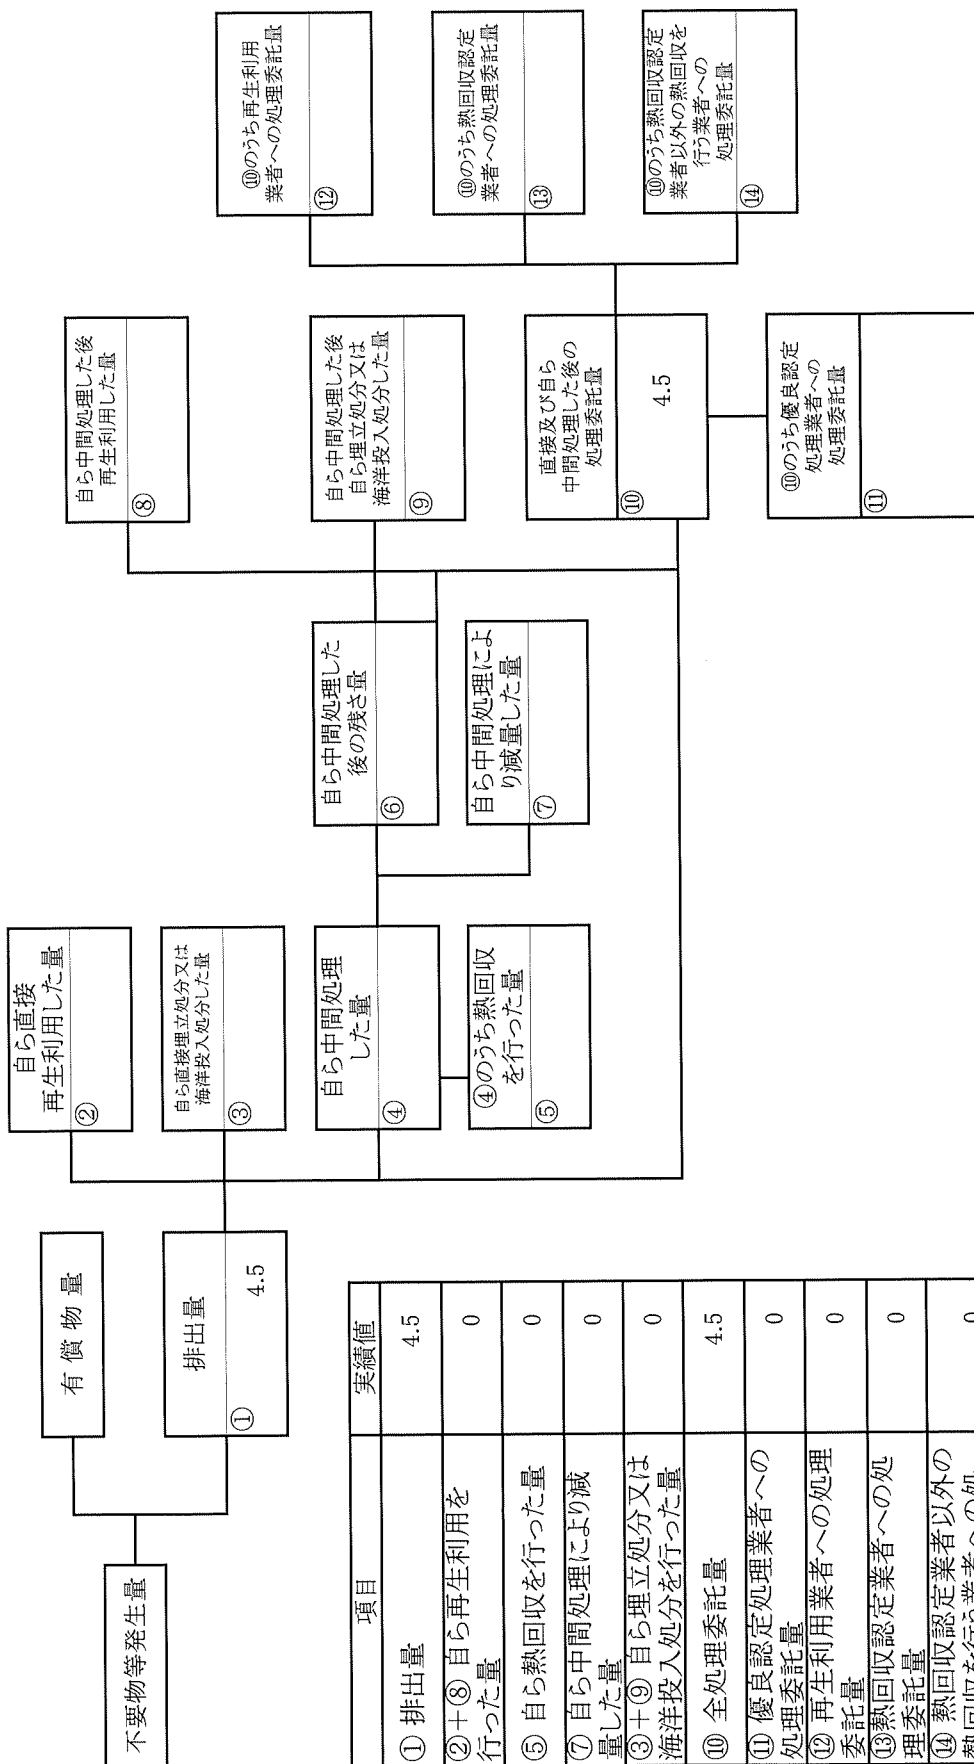 不要物等発生量
有償物量
排出量
①
4.5
自ら直接
再生利用した量
②
自ら直接埋立処分又は
海洋投入処分した量
③
自ら中間処理
した量
④
④のうち熱回収
を行った量
⑤
自ら中間処理した
後の残さ量
⑥
自ら中間処理によ
り減量した量
⑦
自ら中間処理した後
再生利用した量
⑧
自ら中間処理した後
自ら埋立処分又は
海洋投入処分した量
⑨
直接及び自ら
中間処理した後の
処理委託量
⑩
4.5
⑩のうち優良認定
処理業者への
処理委託量
⑪
⑩のうち再生利用
業者への処理委託量
⑫
⑩のうち熱回収認定
業者への処理委託量
⑬
⑩のうち熱回収認定
業者以外の熱回収を
行う業者への
処理委託量
⑭
項目 実績値
① 排出量 4.5
②+⑧ 自ら再生利用を
行った量 0
⑤ 自ら熱回収を行った量 0
⑦ 自ら中間処理により減
量した量 0
③+⑨ 自ら埋立処分又は
海洋投入処分を行った量 0
⑩ 全処理委託量 4.5
⑪ 優良認定処理業者への
処理委託量 0
⑫ 再生利用業者への処理
委託量 0
⑬熱回収認定業者への処
理委託量 0
⑭ 熱回収認定業者以外の
熱回収を行う業者への処 0